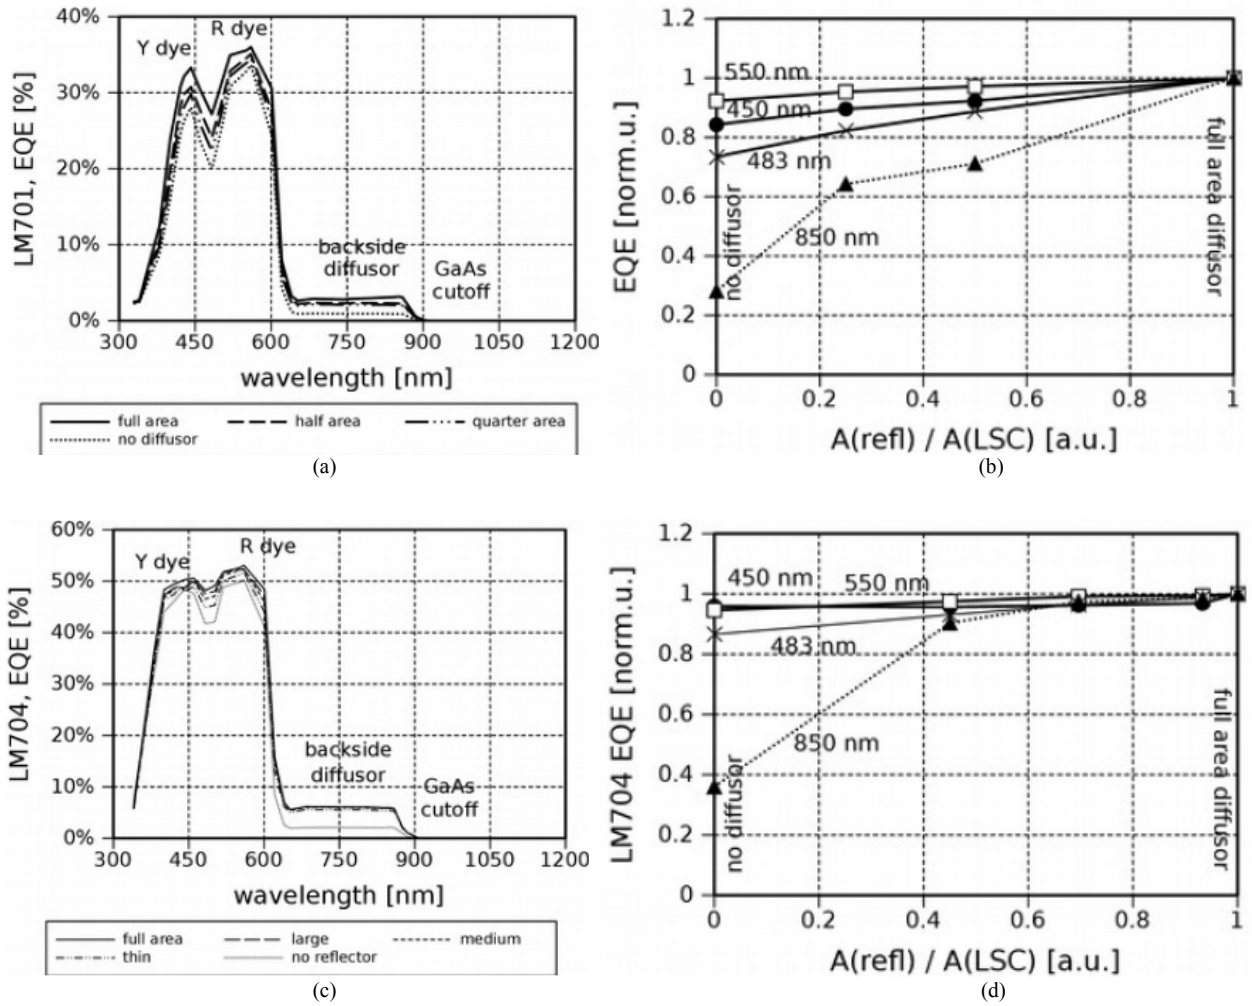 40%
30%
20%
10%
0%
LM701, EQE [%]
Y dye
R dye
backside
diffusor
GaAs
cutoff
300 450 600 750 900 1050 1200
wavelength [nm]
full area half area quarter area
no diffusor
(a)
1.2
1
0.8
0.6
0.4
0.2
0
EQE [norm.u.]
550 nm
450 nm
483 nm
850 nm
no diffusor
full area diffusor
0 0.2 0.4 0.6 0.8 1
A(refl) / A(LSC) [a.u.]
(b)
60%
50%
40%
30%
20%
10%
0%
LM704, EQE [%]
Y dye
R dye
backside
diffusor
GaAs
cutoff
300 450 600 750 900 1050 1200
wavelength [nm]
full area large medium
thin no reflector
(c)
1.2
1
0.8
0.6
0.4
0.2
0
LM704 EQE [norm.u.]
450 nm
550 nm
483 nm
850 nm
no diffusor
full area diffusor
0 0.2 0.4 0.6 0.8 1
A(refl) / A(LSC) [a.u.]
(d)